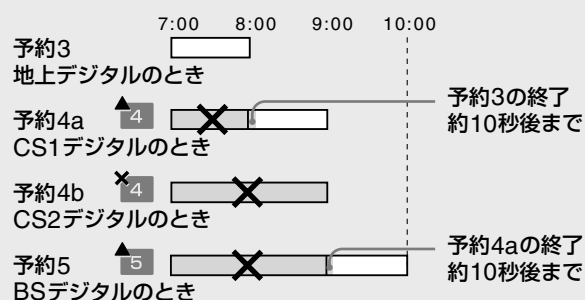 7:00 8:00 9:00 10:00
予約3
地上デジタルのとき
予約4a
4
CS1デジタルのとき
予約3の終了
約10秒後まで
予約4b
4
CS2デジタルのとき
予約5
5
BSデジタルのとき
予約4aの終了
約10秒後まで